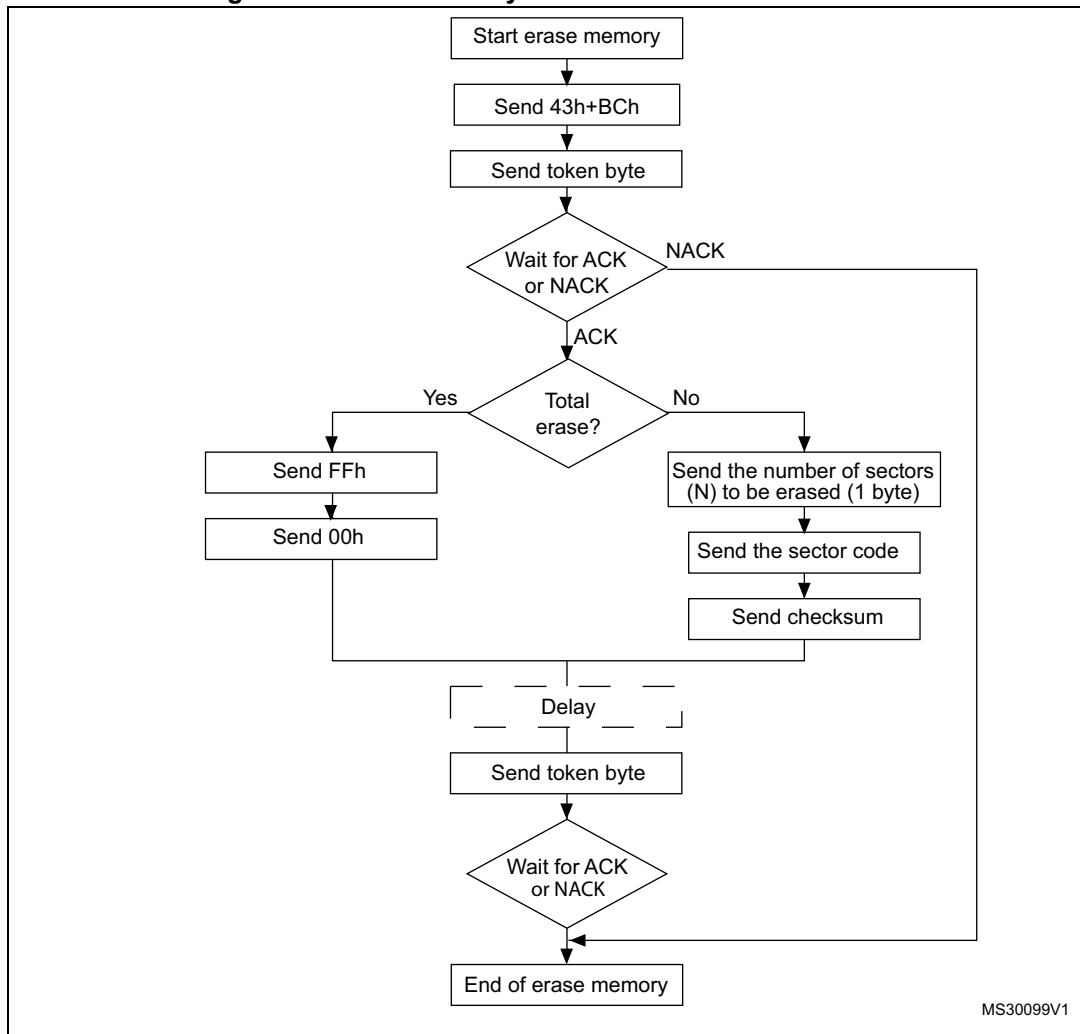 Start erase memory
Send 43h+BCh
Send token byte
Wait for ACK
or NACK
NACK
ACK
Yes
Total
erase?
No
Send FFh
Send 00h
Send the number of sectors
(N) to be erased (1 byte)
Send the sector code
Send checksum
Delay
Send token byte
Wait for ACK
or NACK
End of erase memory
MS30099V1